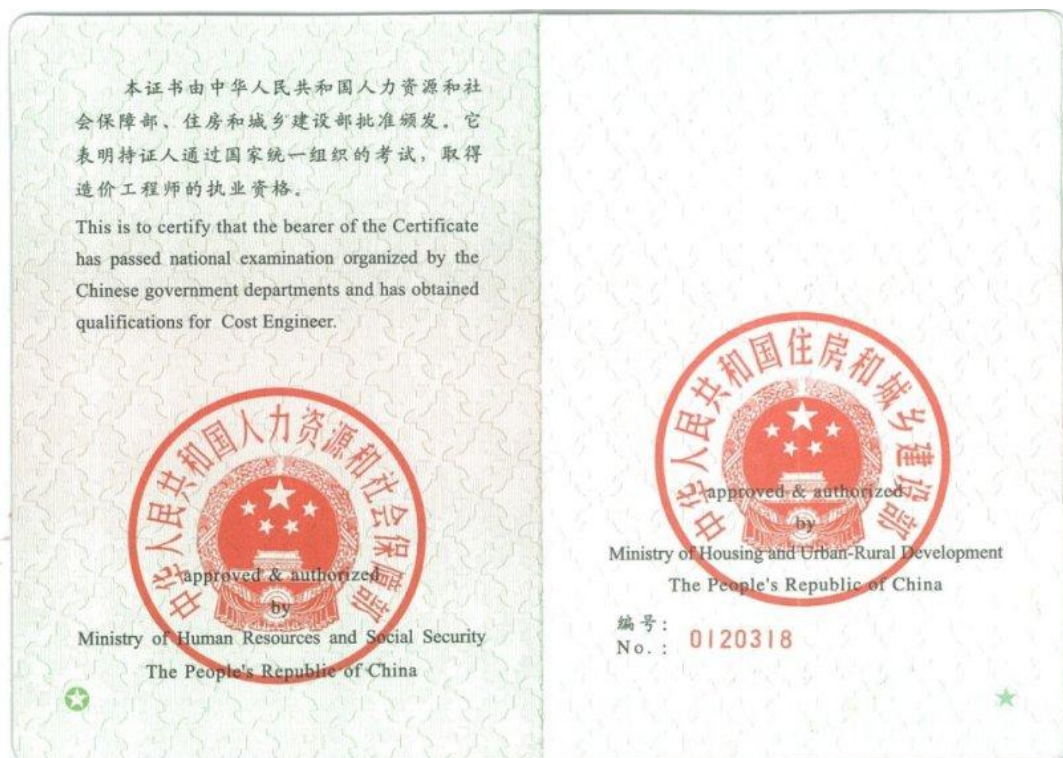 本证书由中华人民共和国人力资源和社
会保障部、住房和城乡建设部批准颁发。它
表明持证人通过国家统一组织的考试，取得
造价工程师的执业资格。
This is to certify that the bearer of the Certificate
has passed national examination organized by the
Chinese government departments and has obtained
qualifications for Cost Engineer.
中华人民共和国人力资源和社会保障部
approved & authorized
by
Ministry of Human Resources and Social Security
The People's Republic of China
中华人民共和国住房和城乡建设部
approved & authorized
by
Ministry of Housing and Urban-Rural Development
The People's Republic of China
编号:
No. : 0120318